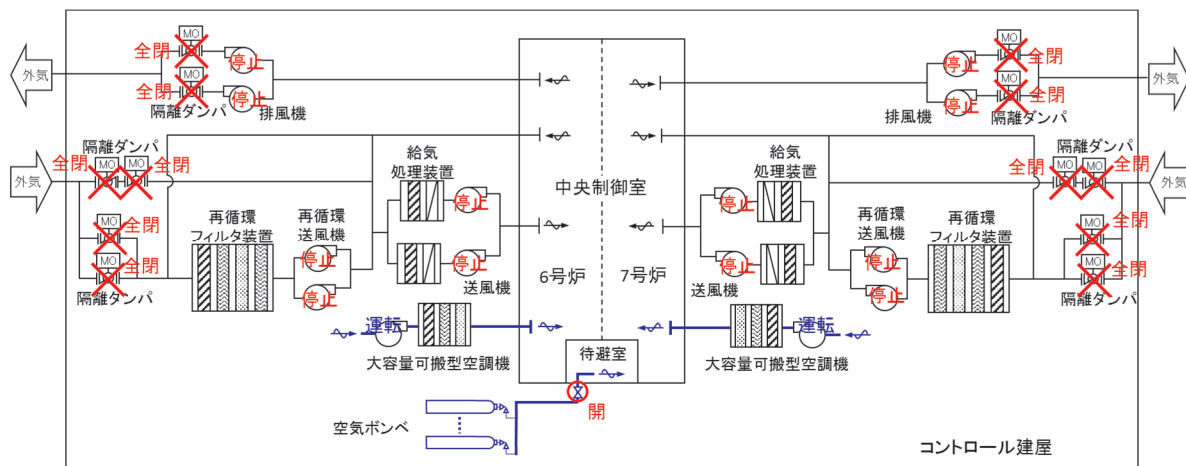 MO
全閉
停止
MO
全閉
停止
隔離ダンパ
排風機
外気
MO
全閉
停止
MO
全閉
停止
排風機
隔離ダンパ
外気
隔離ダンパ
全閉
MO
MO
全閉
外気
MO
全閉
MO
全閉
隔離ダンパ
再循環
フィルタ装置
再循環
送風機
停止
停止
給気
処理装置
停止
停止
送風機
中央制御室
6号炉
7号炉
給気
処理装置
停止
停止
送風機
再循環
送風機
停止
停止
再循環
フィルタ装置
隔離ダンパ
全閉
MO
MO
全閉
外気
MO
全閉
MO
全閉
隔離ダンパ
運転
大容量可搬型空調機
運転
大容量可搬型空調機
待避室
開
空気ボンベ
コントロール建屋